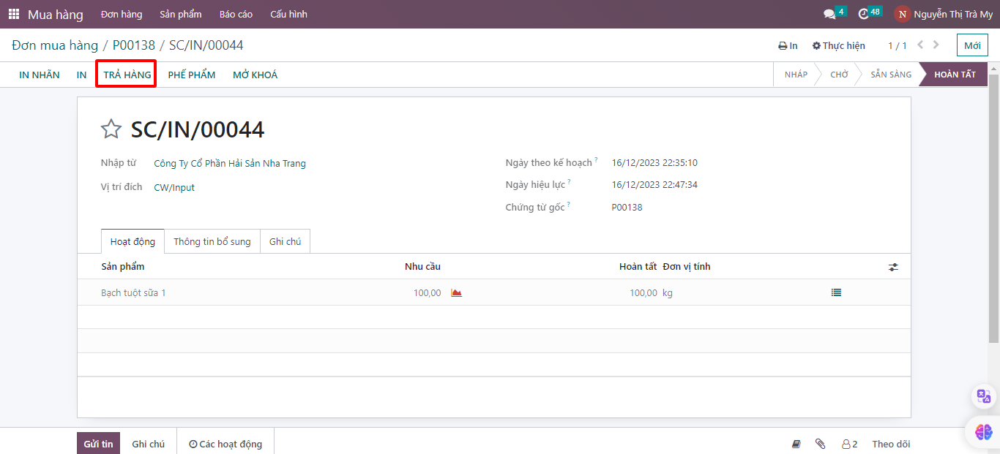 Mua hàng Đơn hàng Sản phẩm Báo cáo Cấu hình 4 48 N Nguyễn Thị Trà My
Đơn mua hàng / P00138 / SC/IN/00044 In Thực hiện 1 / 1 Mới
IN NHÃN IN TRẢ HÀNG PHẾ PHẨM MỞ KHOÁ NHÁP CHỜ SẴN SÀNG HOÀN TẤT
SC/IN/00044
Nhập từ Công Ty Cổ Phần Hải Sản Nha Trang Ngày theo kế hoạch ? 16/12/2023 22:35:10
Vị trí đích CW/Input Ngày hiệu lực ? 16/12/2023 22:47:34
Chứng từ gốc ? P00138
Hoạt động Thông tin bổ sung Ghi chú
Sản phẩm Nhu cầu Hoàn tất Đơn vị tính
Bạch tuột sữa 1 100,00 100,00 kg
Gửi tin Ghi chú Các hoạt động 2 Theo dõi